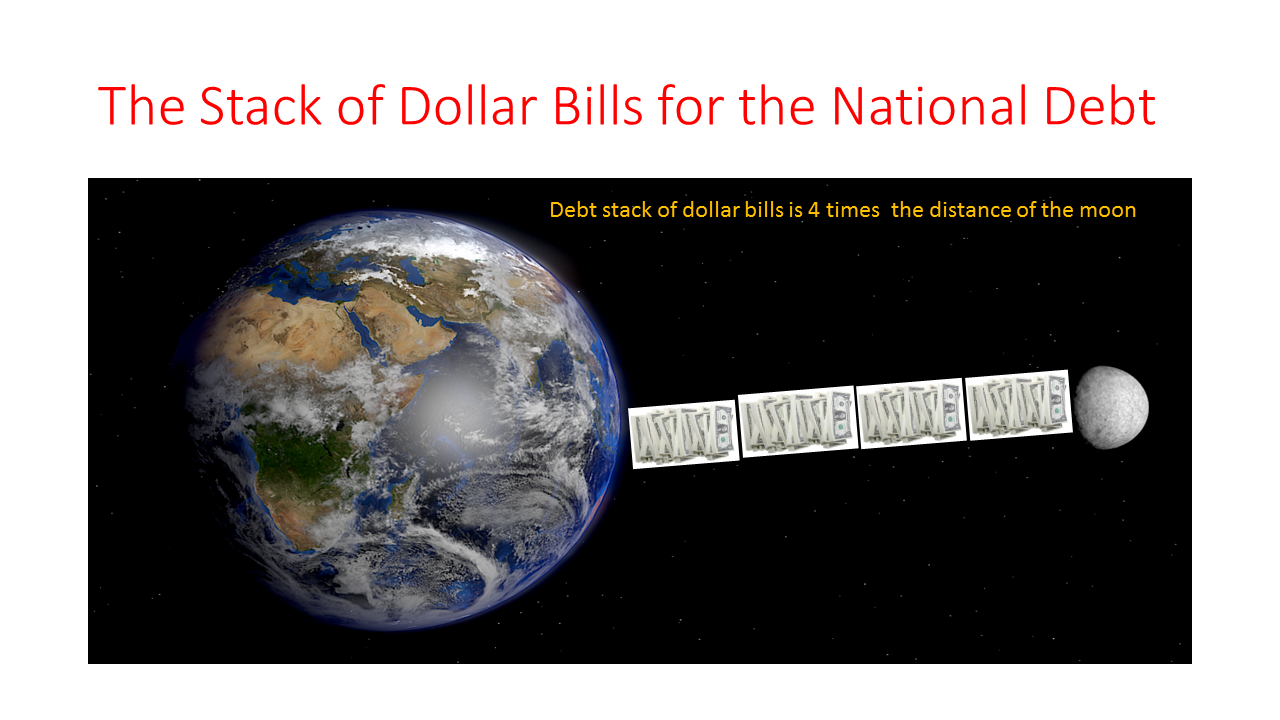 The Stack of Dollar Bills for the National Debt
Debt stack of dollar bills is 4 times  the distance of the moon